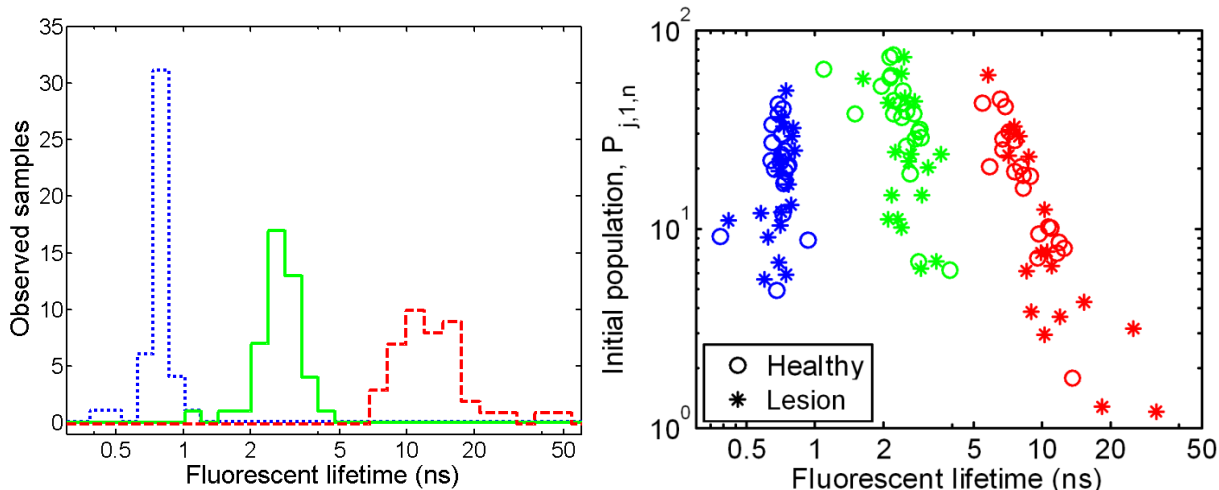 35
30
25
20
15
10
5
0
Observed samples
0.5 1 2 5 10 20 50
Fluorescent lifetime (ns)
10²
10¹
10⁰
Initial population, P j,1,n
Healthy
Lesion
0.5 1 2 5 10 20 50
Fluorescent lifetime (ns)